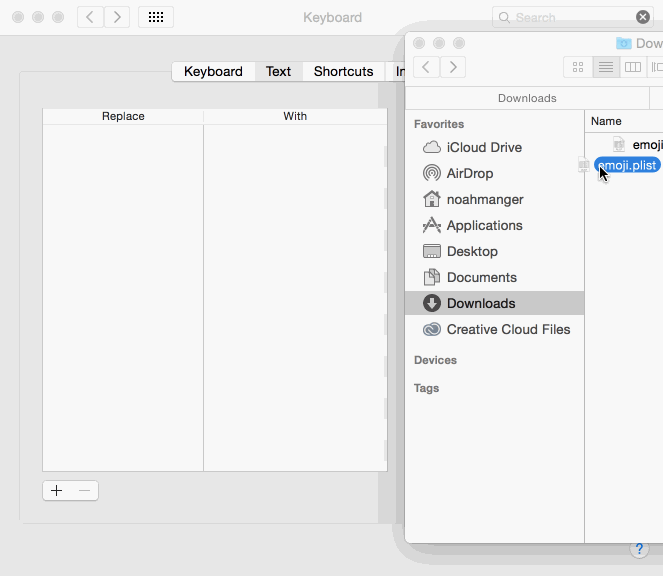 Keyboard
Search
Keyboard
Text
Shortcuts
In
Replace
With
Dow
Downloads
Favorites
iCloud Drive
AirDrop
noahmanger
Applications
Desktop
Documents
Downloads
Creative Cloud Files
Devices
Tags
Name
emoji
emoji.plist
?